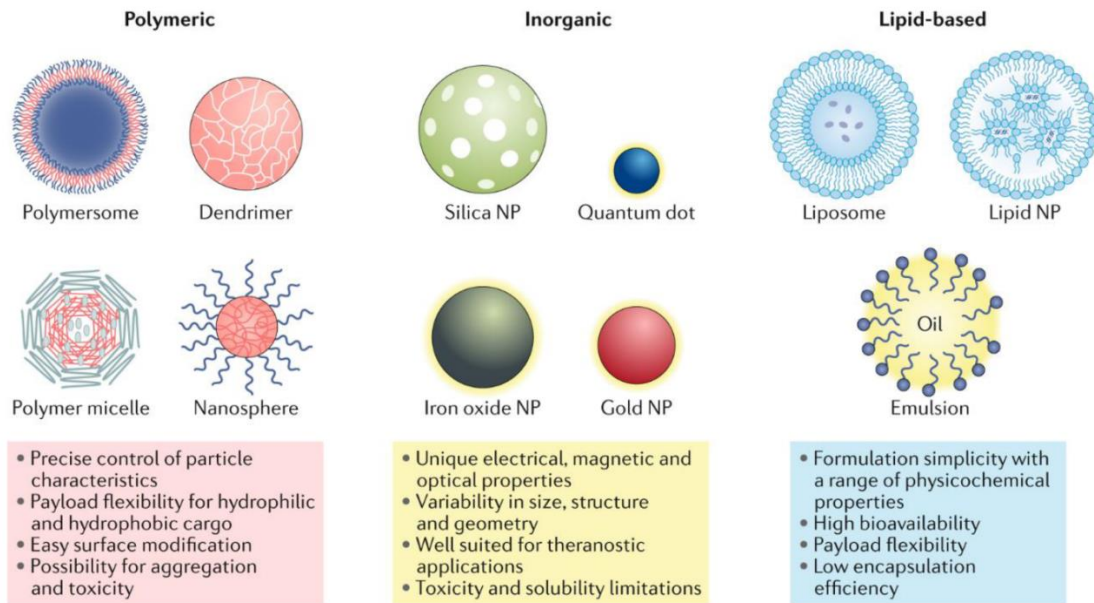 Polymeric
Inorganic
Lipid-based
Polymersome
Dendrimer
Silica NP
Quantum dot
Liposome
Lipid NP
Oil
Polymer micelle
Nanosphere
Iron oxide NP
Gold NP
Emulsion
• Precise control of particle
characteristics
• Payload flexibility for hydrophilic
and hydrophobic cargo
• Easy surface modification
• Possibility for aggregation
and toxicity
• Unique electrical, magnetic and
optical properties
• Variability in size, structure
and geometry
• Well suited for theranostic
applications
• Toxicity and solubility limitations
• Formulation simplicity with
a range of physicochemical
properties
• High bioavailability
• Payload flexibility
• Low encapsulation
efficiency